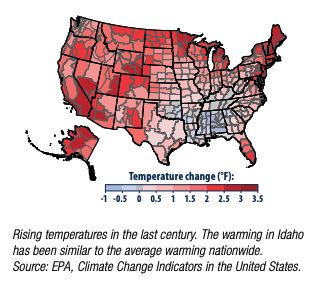 Temperature change (°F):
-1 -0.5 0 0.5 1 1.5 2 2.5 3 3.5
Rising temperatures in the last century. The warming in Idaho
has been similar to the average warming nationwide.
Source: EPA, Climate Change Indicators in the United States.